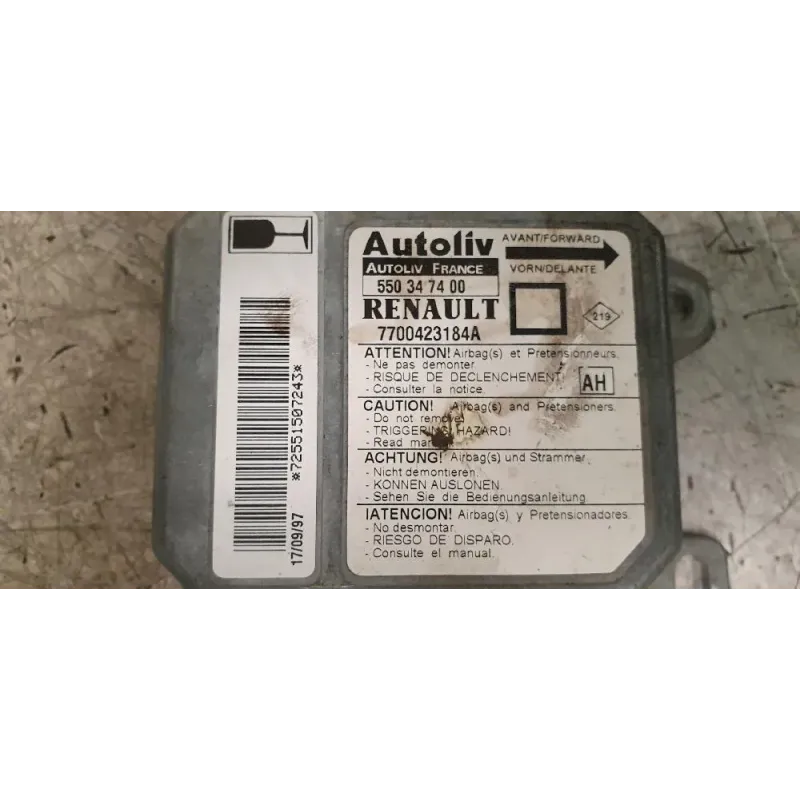 *72551507243*
17/09/97
Autoliv
AUTOLIV FRANCE
550 34 74 00
RENAULT
7700423184A
AVANT/FORWARD
VORN/DELANTE
219
ATTENTION! Airbag(s) et Pretensionneurs.
- Ne pas demonter
- RISQUE DE DECLENCHEMENT!
- Consulter la notice.
AH
CAUTION! Airbag(s) and Pretensioners.
- Do not remove
- TRIGGERING HAZARD!
- Read
ACHTUNG! Airbag(s) und Strammer.
- Nicht demontieren.
- KONNEN AUSLONEN.
- Sehen Sie die Bedienungsanleitung
IATENCION! Airbag(s) y Pretensionadores.
- No desmontar.
- RIESGO DE DISPARO.
- Consulte el manual.